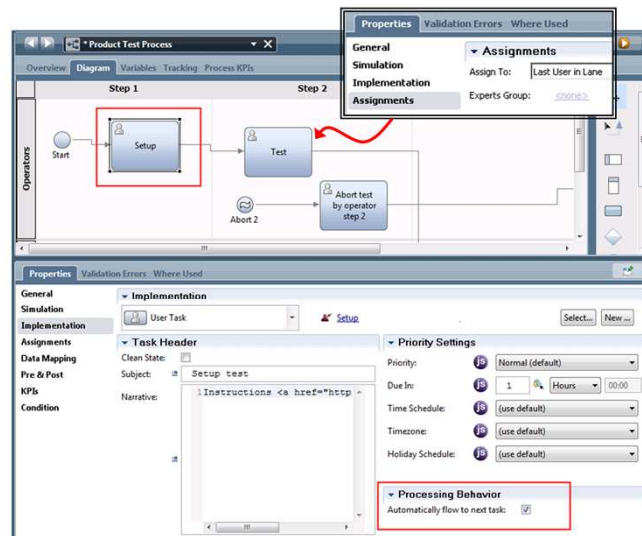 Properties Validation Errors Where Used
General
Simulation
Implementation
Assignments
Assignments
Assign To: Last User in Lane
Experts Group: <none>
* Product Test Process
Overview Diagram Variables Tracking Process KPIs
Step 1 Step 2
Operators
Start
Setup
Test
Abort 2
Abort test
by operator
step 2
Properties Validation Errors Where Used
General
Simulation
Implementation
Assignments
Data Mapping
Pre & Post
KPIs
Condition
Implementation
User Task
Setup
Select... New ...
Task Header
Clean State:
Subject: Setup test
Narrative: 1 Instructions <a href="http
Priority Settings
Priority: js Normal (default)
Due In: js 1 Hours 00:00
Time Schedule: js (use default)
Timezone: js (use default)
Holiday Schedule: js (use default)
Processing Behavior
Automatically flow to next task: